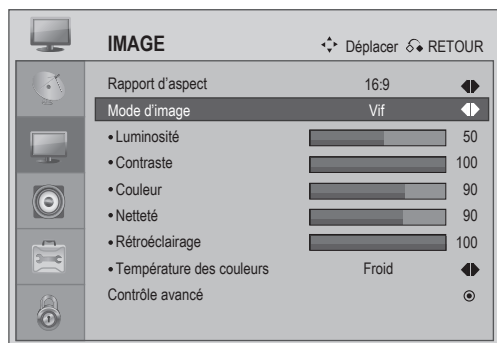 IMAGE
Déplacer RETOUR
Rapport d'aspect 16:9
Mode d'image Vif
• Luminosité 50
• Contraste 100
• Couleur 90
• Netteté 90
• Rétroéclairage 100
• Température des couleurs Froid
Contrôle avancé